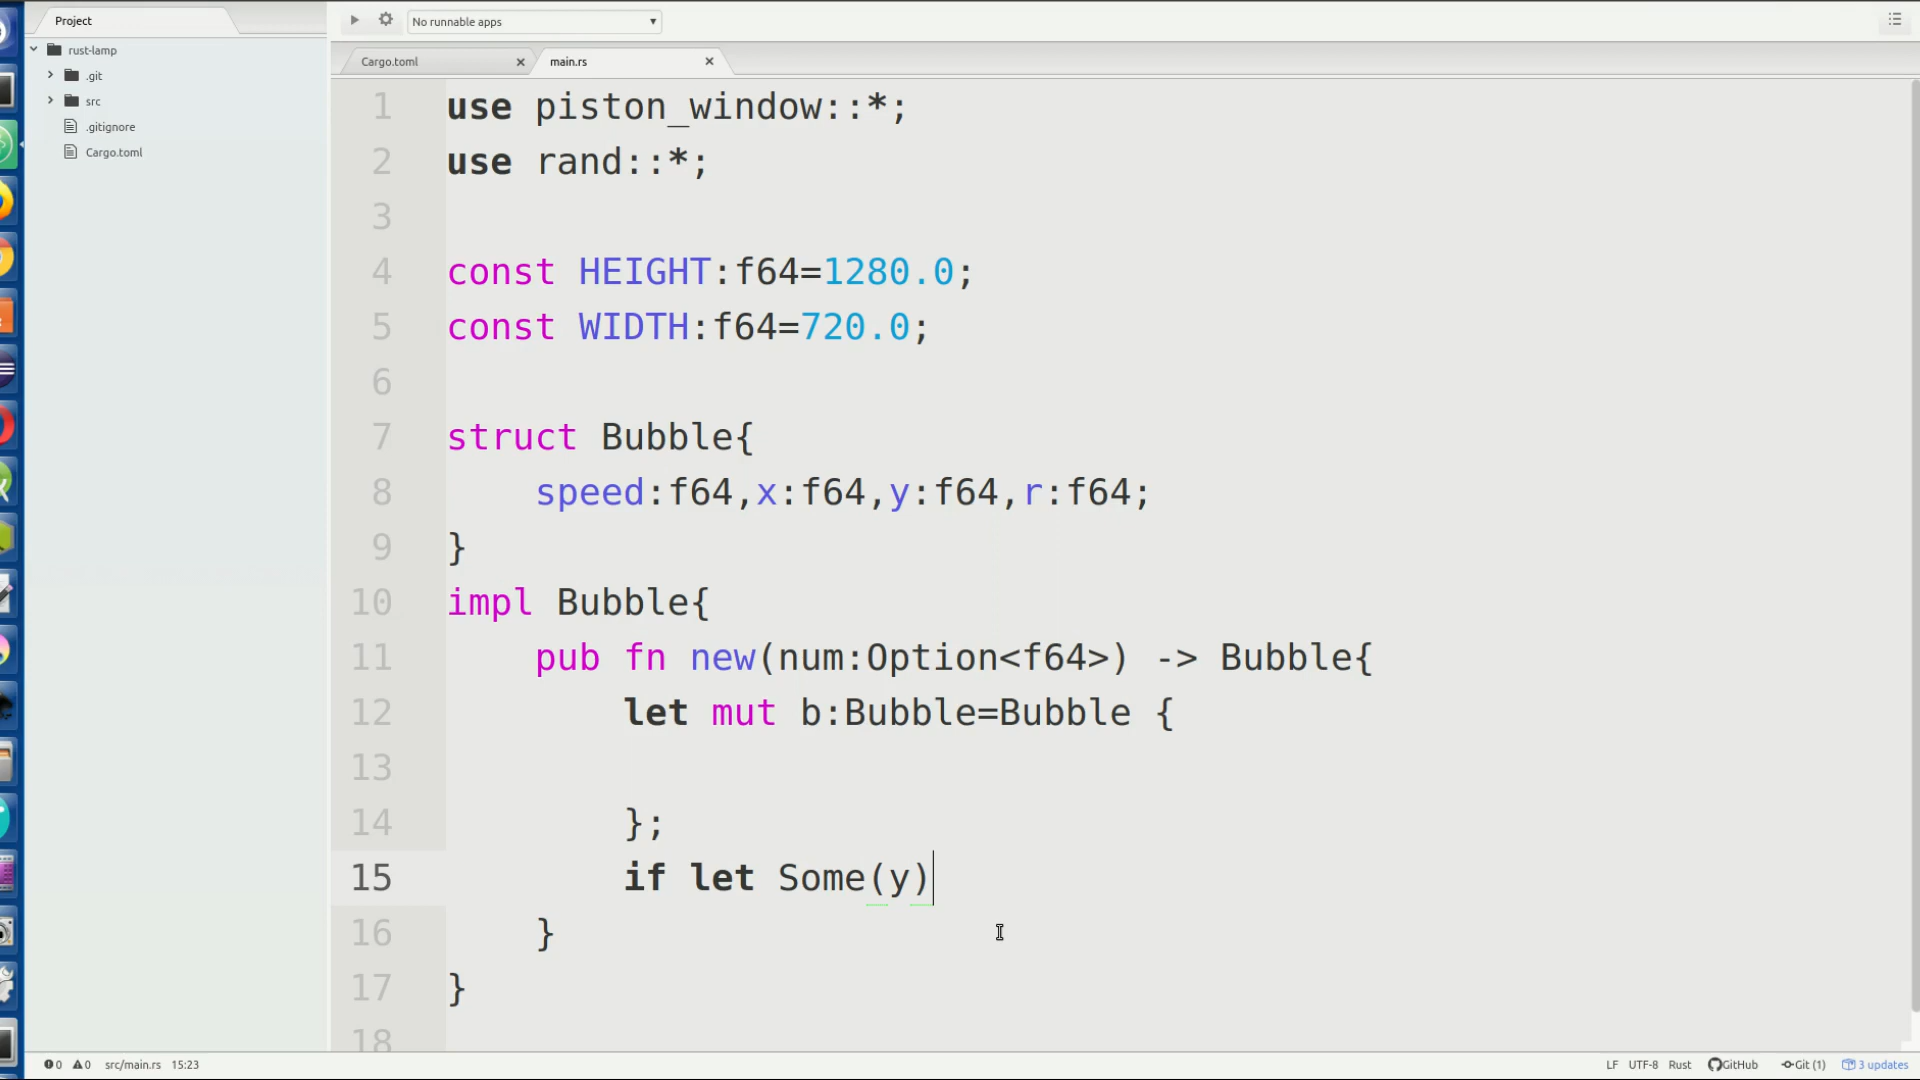 Project
No runnable apps
rust-lamp
.git
src
.gitignore
Cargo.toml
Cargo.toml
main.rs
1 use piston_window::*;
2 use rand::*;
3
4 const HEIGHT:f64=1280.0;
5 const WIDTH:f64=720.0;
6
7 struct Bubble{
8 speed:f64,x:f64,y:f64,r:f64;
9 }
10 impl Bubble{
11 pub fn new(num:Option<f64>) -> Bubble{
12 let mut b:Bubble=Bubble {
13
14 };
15 if let Some(y)
16 }
17 }
18
0 0 src/main.rs 15:23 LF UTF-8 Rust GitHub Git (1) 3 updates